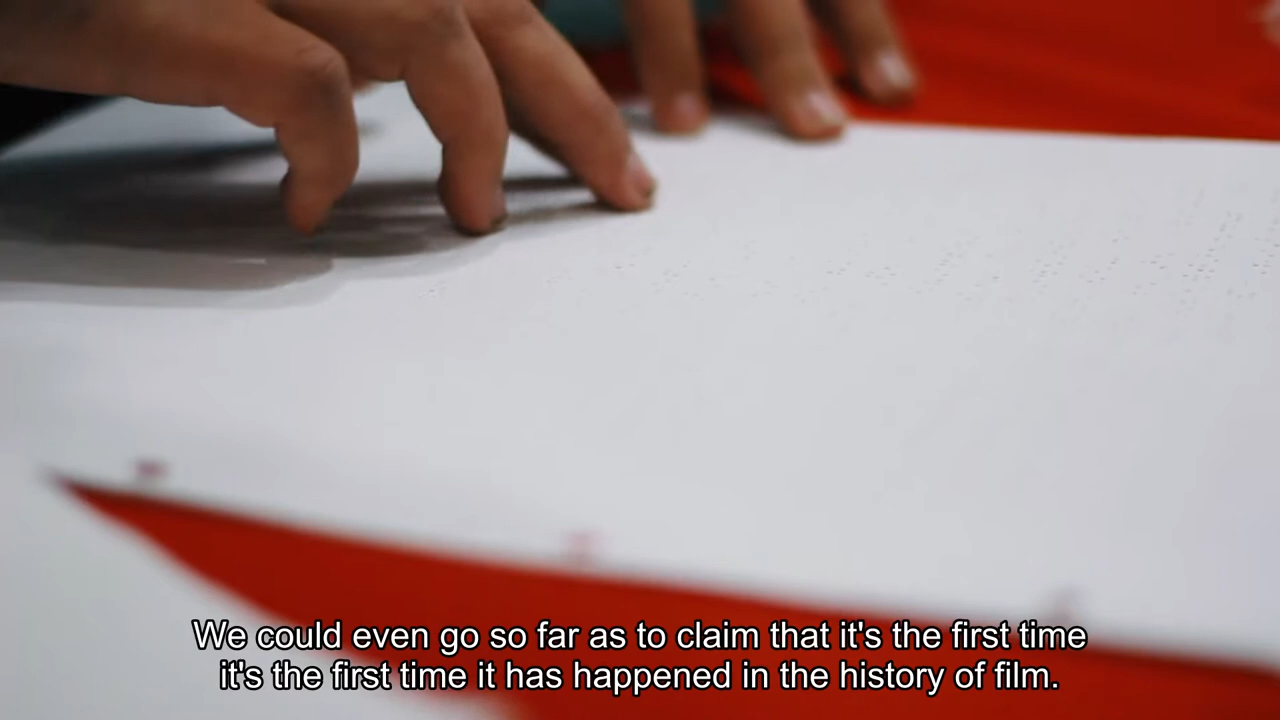 We could even go so far as to claim that it's the first time
it's the first time it has happened in the history of film.